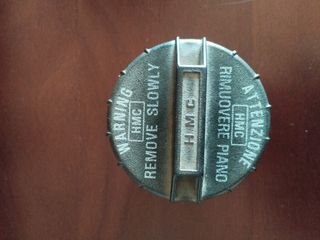 WARNING
HMC
REMOVE SLOWLY
HMC
ATTENZIONE
HMC
RIMUOVERE PIANO